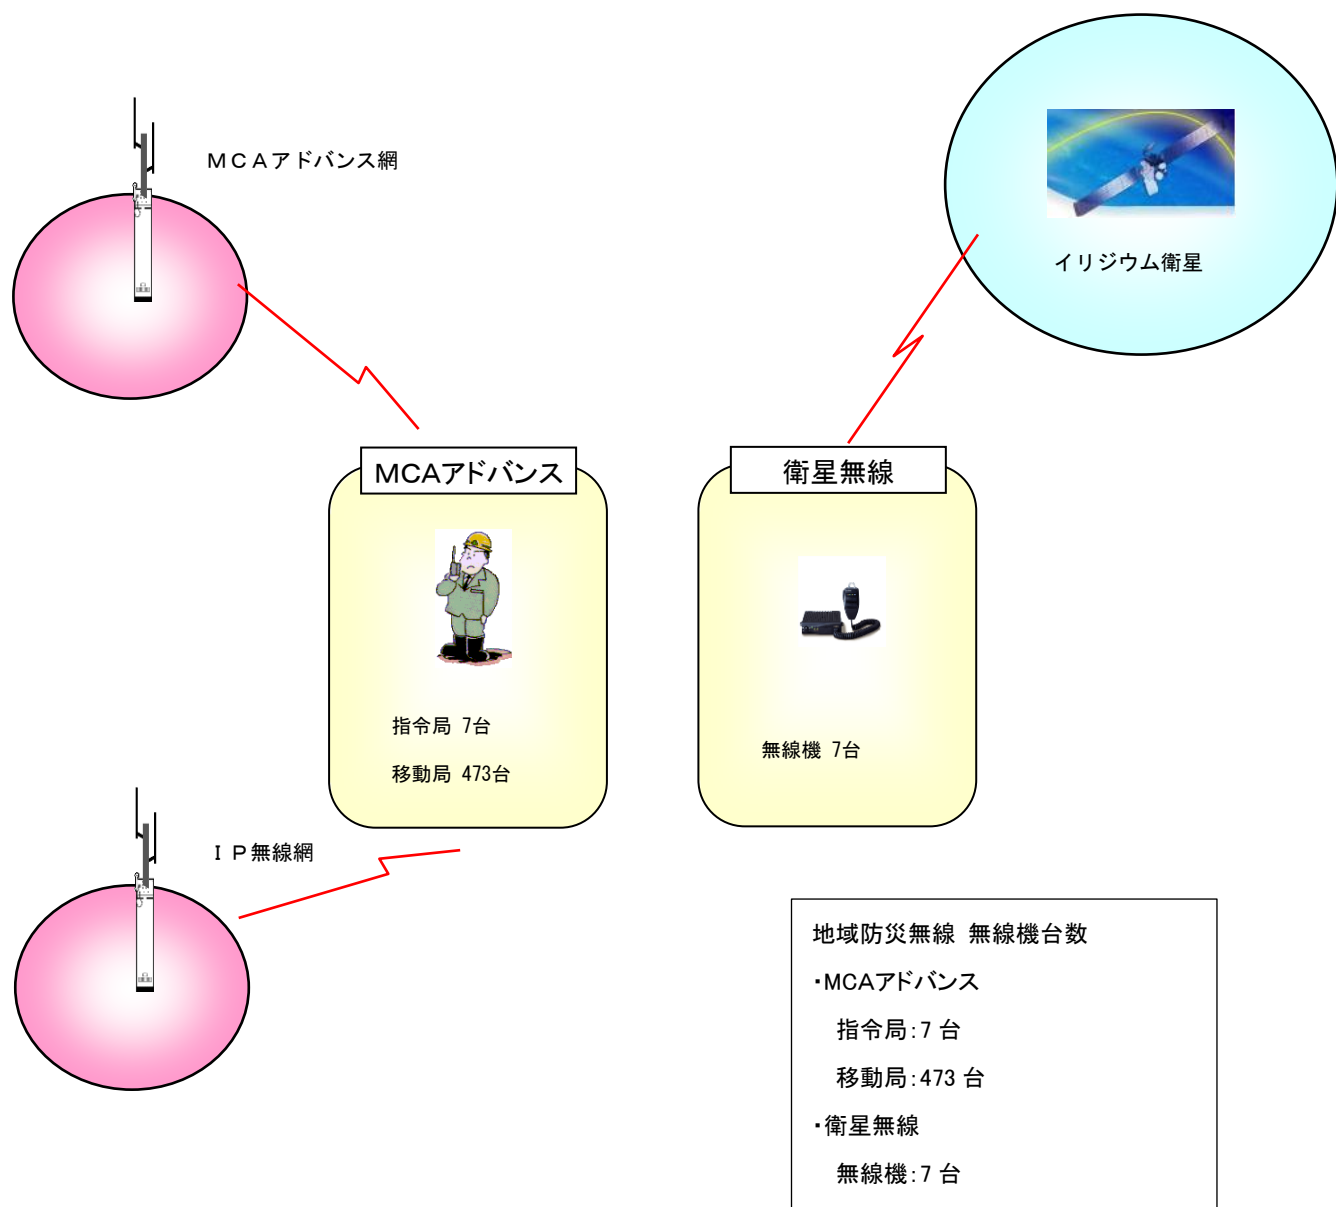 ＭＣＡアドバンス網
イリジウム衛星
MCAアドバンス
衛星無線
指令局 7台
移動局 473台
無線機 7台
ＩＰ無線網
地域防災無線 無線機台数
・MCAアドバンス
指令局：7 台
移動局：473 台
・衛星無線
無線機：7 台